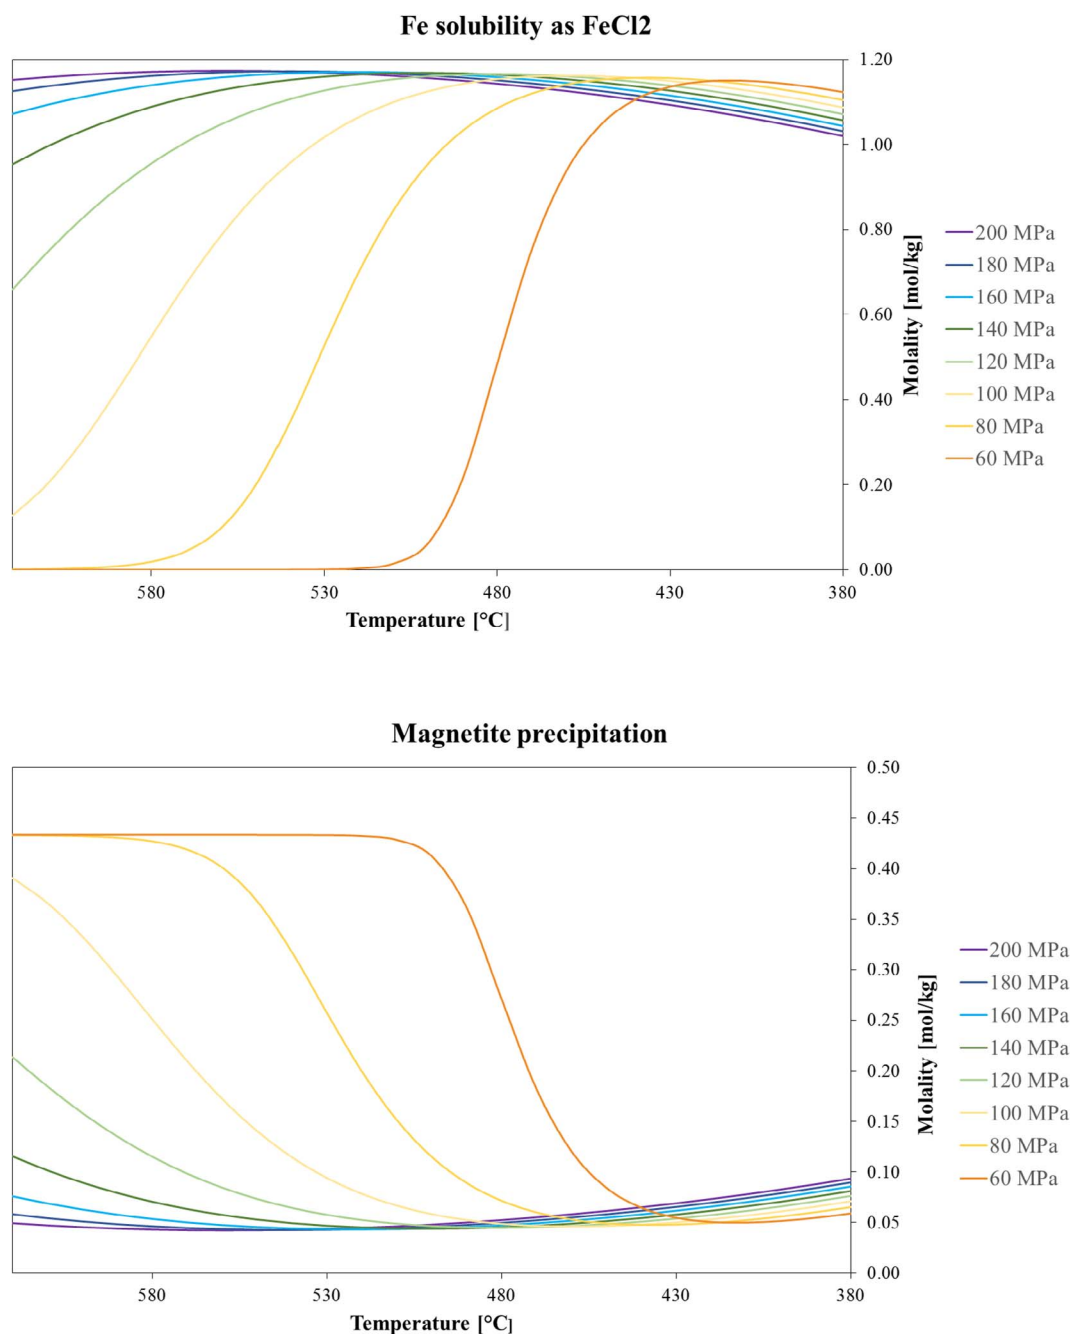 Fe solubility as FeCl2
1.20
1.00
0.80
0.60
0.40
0.20
0.00
Molality [mol/kg]
200 MPa
180 MPa
160 MPa
140 MPa
120 MPa
100 MPa
80 MPa
60 MPa
580 530 480 430 380
Temperature [°C]
Magnetite precipitation
0.50
0.45
0.40
0.35
0.30
0.25
0.20
0.15
0.10
0.05
0.00
Molality [mol/kg]
200 MPa
180 MPa
160 MPa
140 MPa
120 MPa
100 MPa
80 MPa
60 MPa
580 530 480 430 380
Temperature [°C]